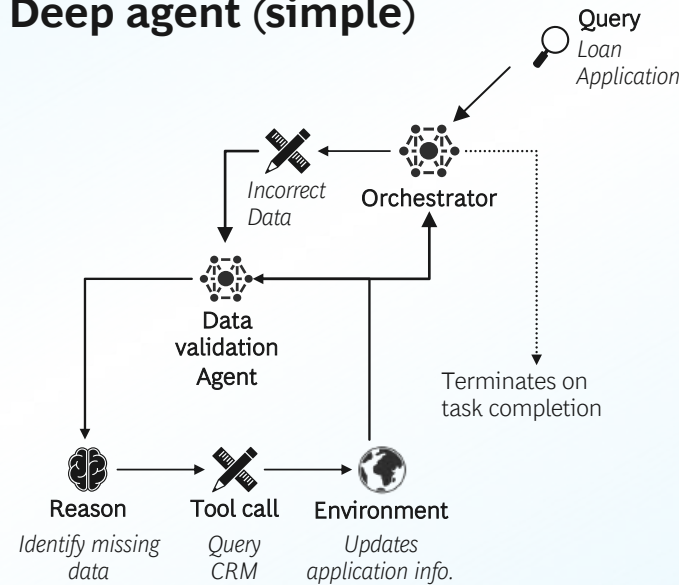 Deep agent (simple)
Query
Loan
Application
Incorrect
Data
Orchestrator
Data
validation
Agent
Terminates on
task completion
Reason
Identify missing
data
Tool call
Query
CRM
Environment
Updates
application info.